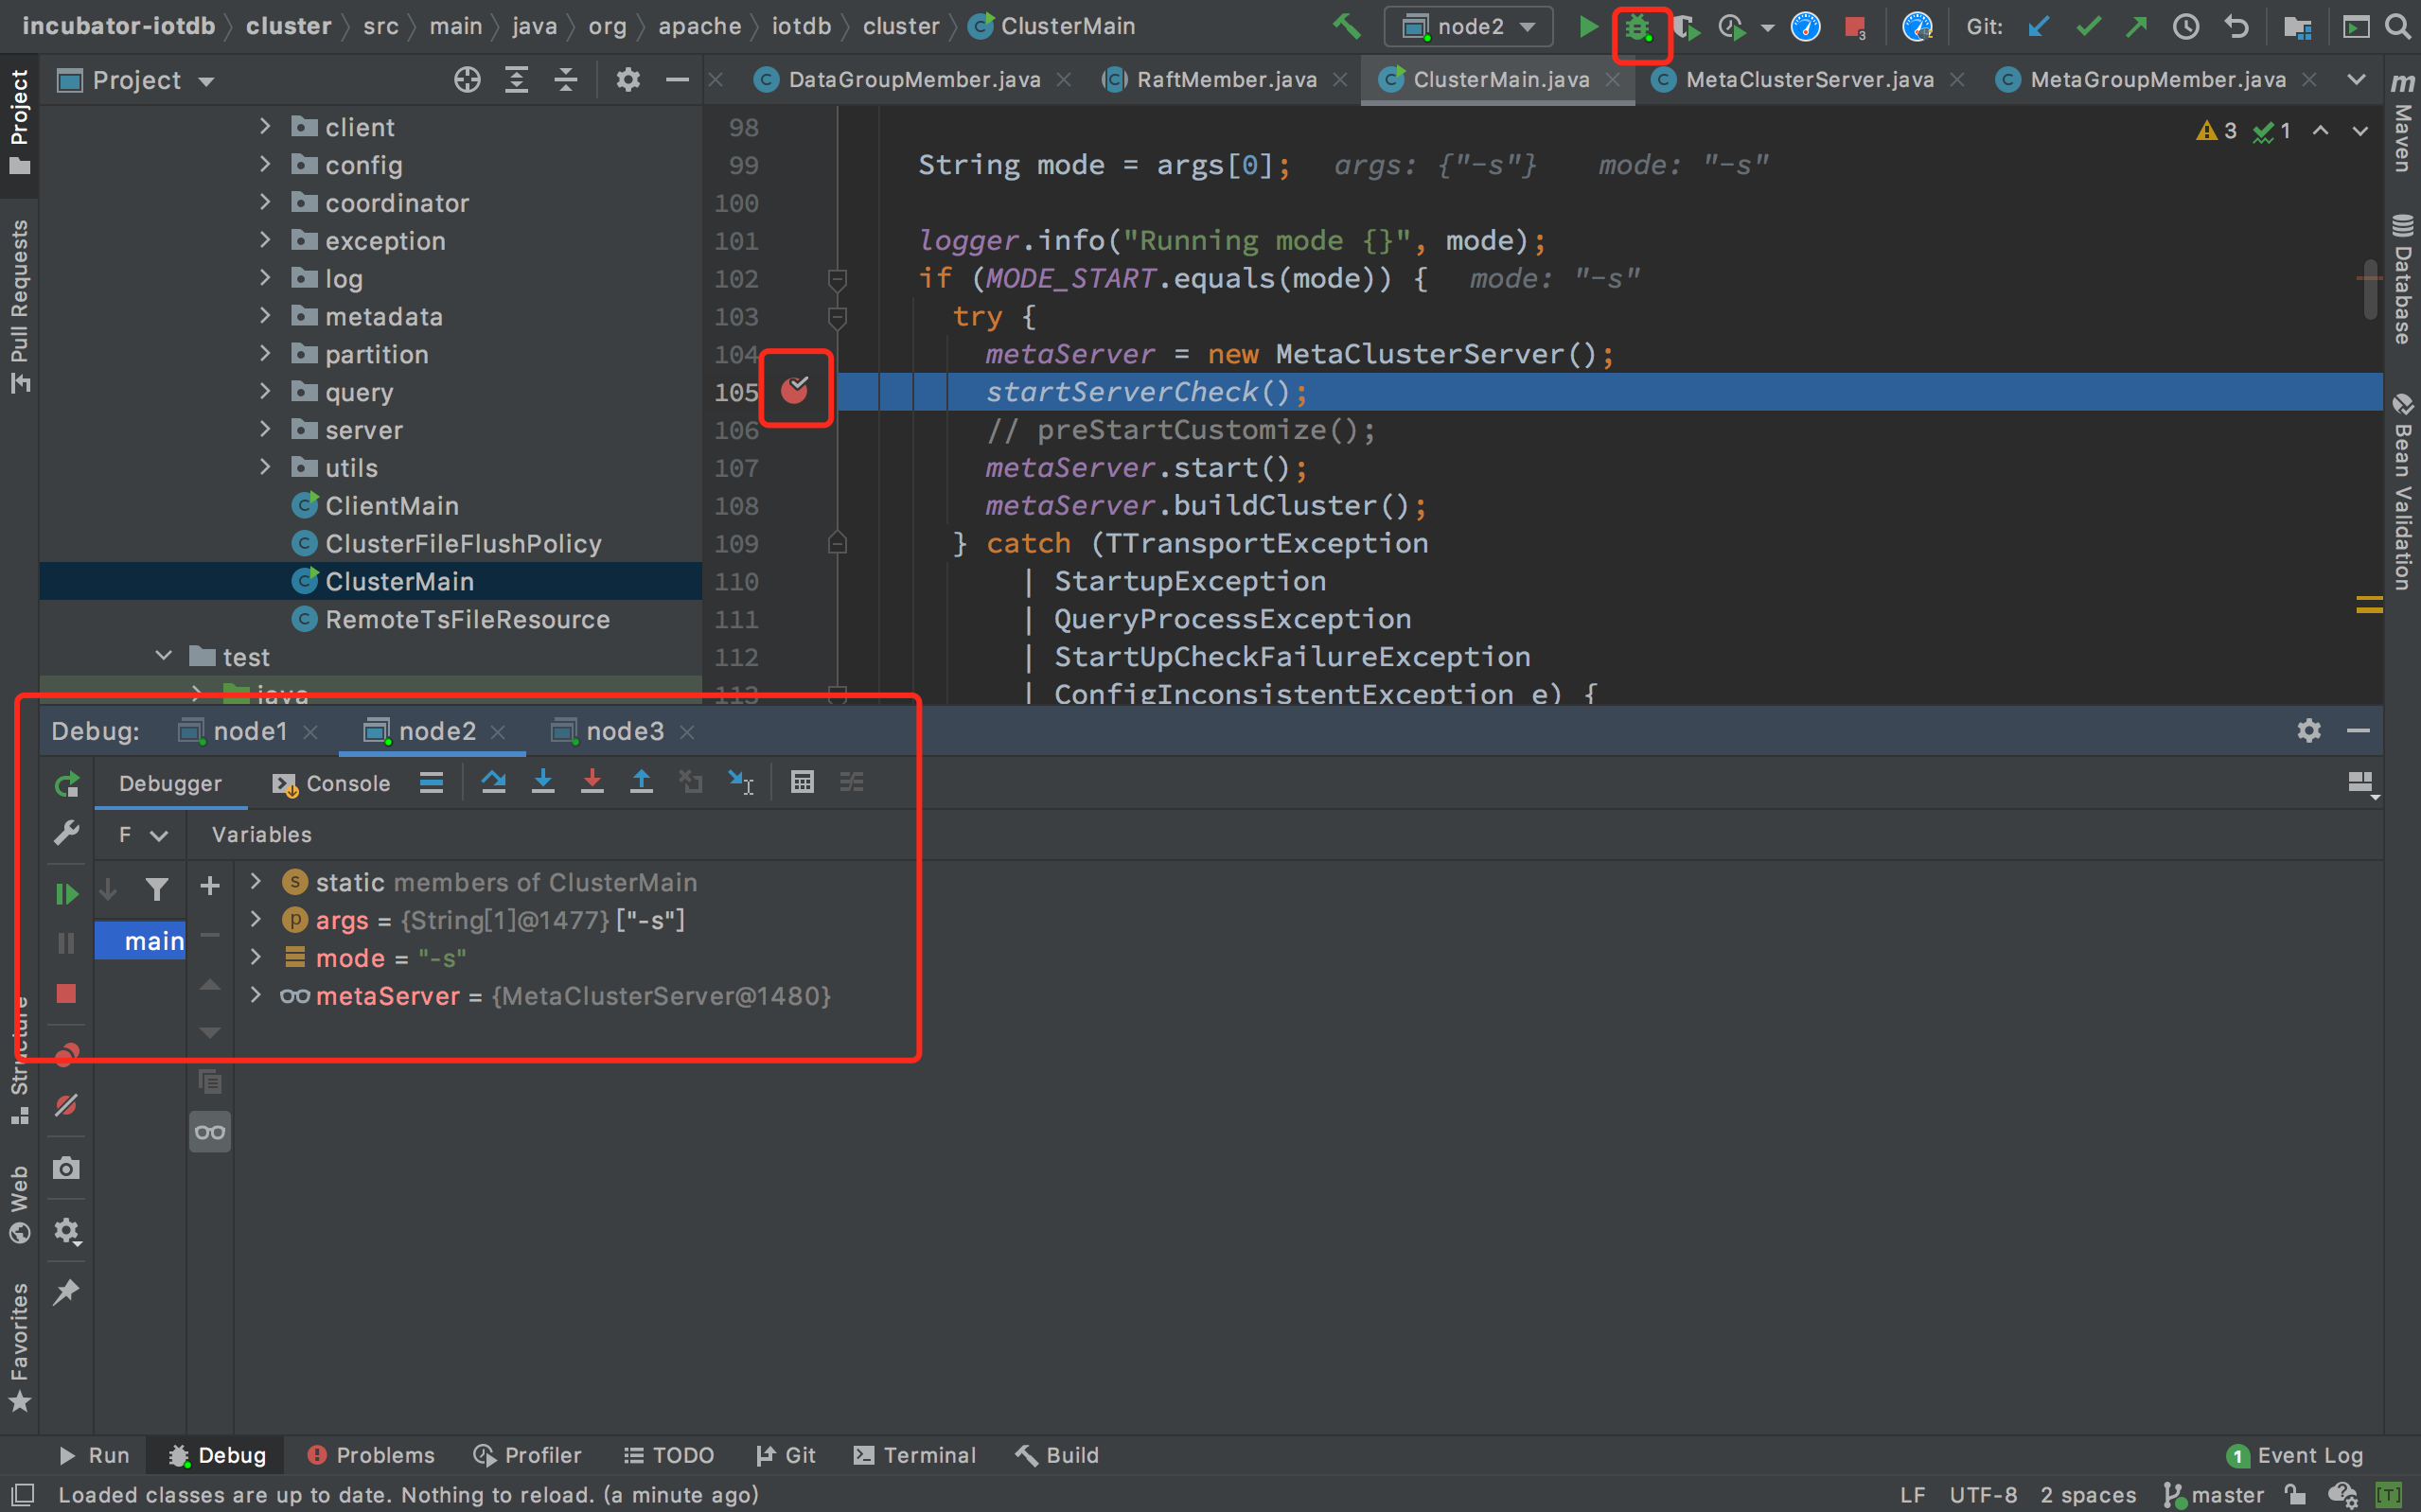 incubator-iotdb cluster src main java org apache iotdb cluster ClusterMain node2 3 Git:
Project
DataGroupMember.java RaftMember.java ClusterMain.java MetaClusterServer.java MetaGroupMember.java
client
config
coordinator
exception
log
metadata
partition
query
server
utils
ClientMain
ClusterFileFlushPolicy
ClusterMain
RemoteTsFileResource
test
java
3 1
98
99 String mode = args[0]; args: {"-s"} mode: "-s"
100
101 logger.info("Running mode {}", mode);
102 if (MODE_START.equals(mode)) { mode: "-s"
103 try {
104 metaServer = new MetaClusterServer();
105 startServerCheck();
106 // preStartCustomize();
107 metaServer.start();
108 metaServer.buildCluster();
109 } catch (TTransportException
110 | StartupException
111 | QueryProcessException
112 | StartUpCheckFailureException
113 | ConfigInconsistentException e) {
Project
Pull Requests
Structure
Web
Favorites
Maven
Database
Bean Validation
Debug: node1 node2 node3
Debugger Console
F Variables
main
static members of ClusterMain
args = {String[1]@1477} ["-s"]
mode = "-s"
metaServer = {MetaClusterServer@1480}
Run Debug Problems Profiler TODO Git Terminal Build 1 Event Log
Loaded classes are up to date. Nothing to reload. (a minute ago) LF UTF-8 2 spaces master [T]